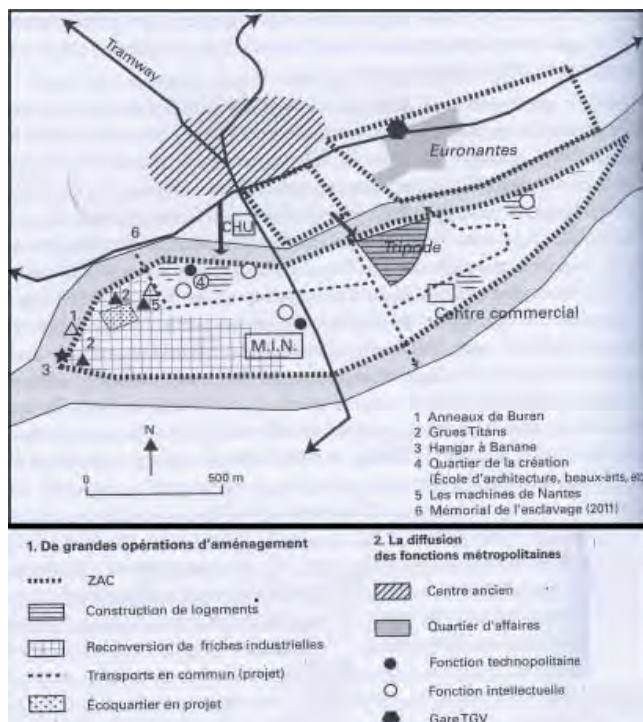 Tramway
Euronantes
CHU
6
Tripode
4
2
5
1
Centre commercial
M.I.N.
2
3
N
0 500 m
1 Anneaux de Buren
2 Grues Titans
3 Hangar à Banane
4 Quartier de la création
(École d'architecture, beaux-arts, etc
5 Les machines de Nantes
6 Mémorial de l'esclavage (2011)
1. De grandes opérations d'aménagement
ZAC
Construction de logements
Reconversion de friches industrielles
Transports en commun (projet)
Écoquartier en projet
2. La diffusion
des fonctions métropolitaines
Centre ancien
Quartier d'affaires
Fonction technopolitaine
Fonction intellectuelle
Gare TGV